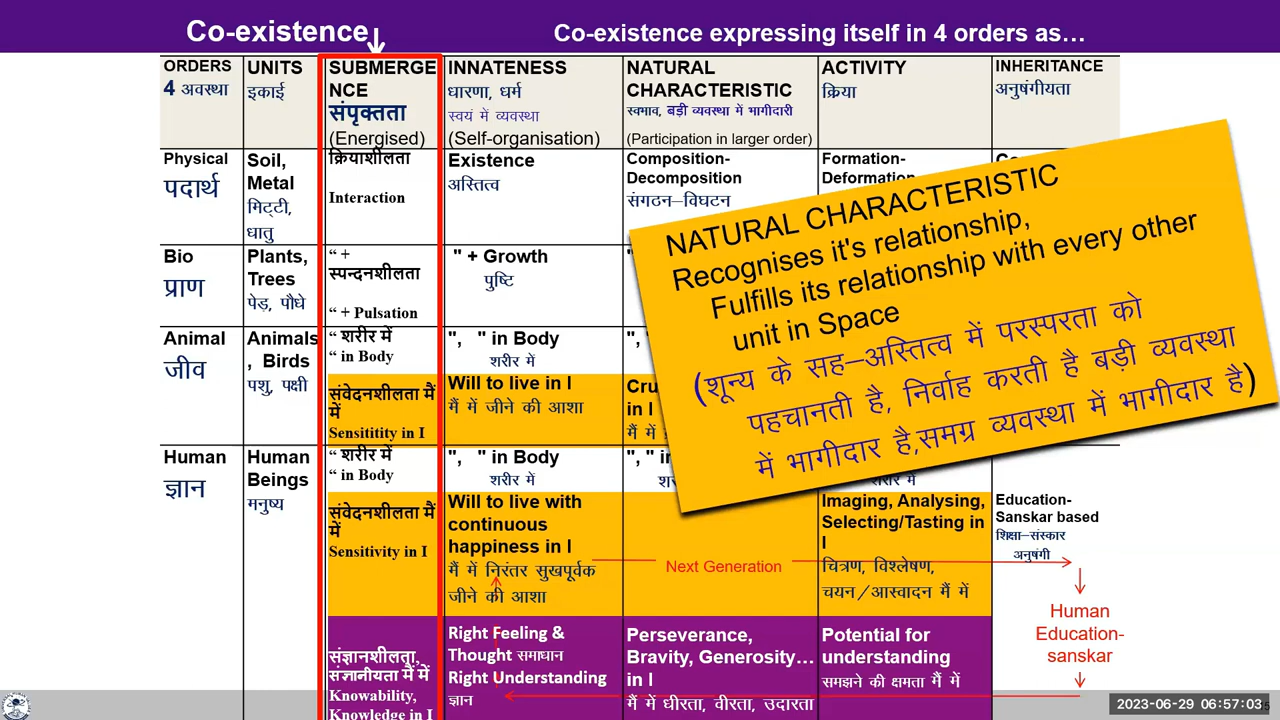 Co-existence
Co-existence expressing itself in 4 orders as…
ORDERS
4 अवस्था
UNITS
इकाई
SUBMERGE
NCE
संपृक्तता
(Energised)
INNATENESS
धारणा, धर्म
स्वयं में व्यवस्था
(Self-organisation)
NATURAL
CHARACTERISTIC
स्वभाव, बड़ी व्यवस्था में भागीदारी
(Participation in larger order)
ACTIVITY
क्रिया
INHERITANCE
अनुषंगीयता
Physical
पदार्थ
Soil,
Metal
मिट्टी,
धातु
क्रियाशीलता
Interaction
Existence
अस्तित्व
Composition-
Decomposition
संगठन–विघटन
Formation-
Deformation-
Bio
प्राण
Plants,
Trees
पेड़, पौधे
“ +
स्पन्दनशीलता
“ + Pulsation
" + Growth
पुष्टि
Animal
जीव
Animals
, Birds
पशु, पक्षी
“ शरीर में
“ in Body
संवेदनशीलता मैं
में
Sensititity in I
", " in Body
शरीर में
Will to live in I
मैं में जीने की आशा
in I
मैं में
Human
ज्ञान
Human
Beings
मनुष्य
“ शरीर में
“ in Body
संवेदनशीलता मैं
में
Sensitivity in I
", " in Body
शरीर में
Will to live with
continuous
happiness in I
मैं में निरंतर सुखपूर्वक
जीने की आशा
शरीर में
Imaging, Analysing,
Selecting/Tasting in
I
चित्रण, विश्लेषण,
चयन/आस्वादन मैं में
Education-
Sanskar based
शिक्षा–संस्कार
अनुषंगी
Next Generation
Human
Education-
sanskar
संज्ञानशीलता,
संज्ञानीयता मैं में
Knowability,
Knowledge in I
Right Feeling &
Thought समाधान
Right Understanding
ज्ञान
Perseverance,
Bravity, Generosity…
in I
मैं में धीरता, वीरता, उदारता
Potential for
understanding
समझने की क्षमता मैं में
NATURAL CHARACTERISTIC
Recognises it's relationship,
Fulfills its relationship with every other
unit in Space
(शून्य के सह–अस्तित्व में परस्परता को
पहचानती है, निर्वाह करती है बड़ी व्यवस्था
में भागीदार है,समग्र व्यवस्था में भागीदार है)
2023-06-29 06:57:03